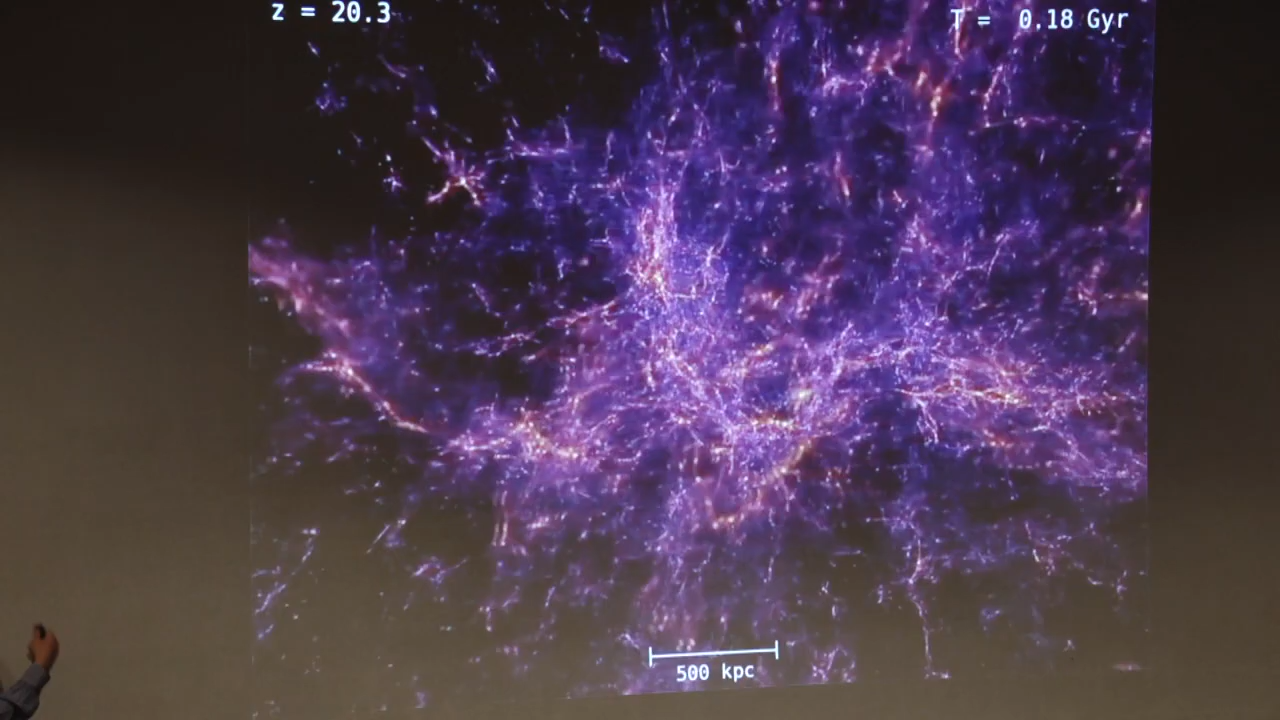 z = 20.3
T = 0.18 Gyr
500 kpc